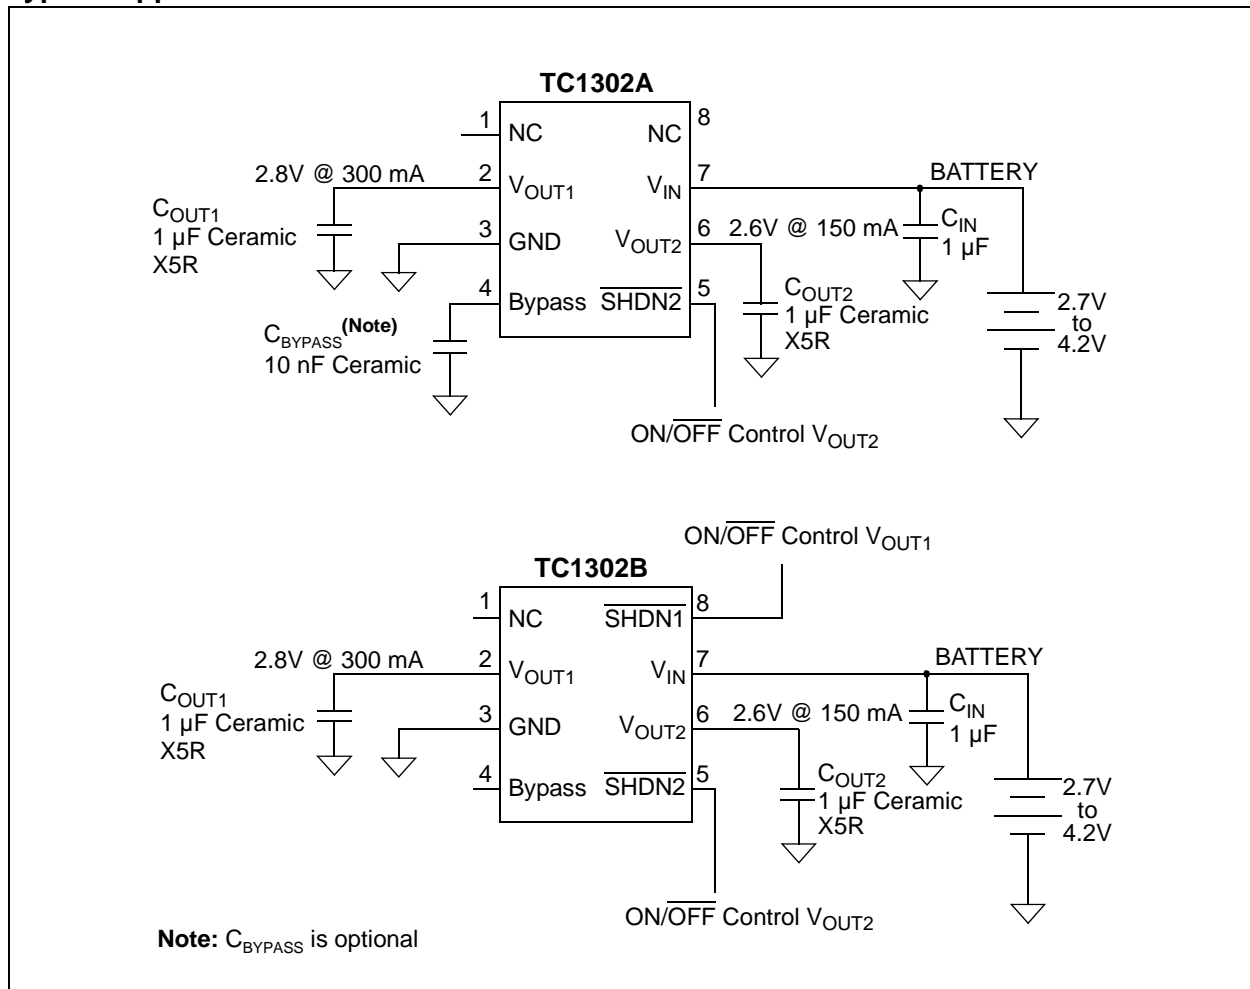 TC1302A
1
NC
NC
8
2.8V @ 300 mA
2
VOUT1
VIN
7
BATTERY
COUT1
1 µF Ceramic
X5R
3
GND
VOUT2
6
2.6V @ 150 mA
CIN
1 µF
4
Bypass
SHDN2
5
COUT2
1 µF Ceramic
X5R
2.7V
to
4.2V
CBYPASS(Note)
10 nF Ceramic
ON/OFF Control VOUT2
ON/OFF Control VOUT1
TC1302B
1
NC
SHDN1
8
2.8V @ 300 mA
2
VOUT1
VIN
7
BATTERY
COUT1
1 µF Ceramic
X5R
3
GND
VOUT2
6
2.6V @ 150 mA
CIN
1 µF
4
Bypass
SHDN2
5
COUT2
1 µF Ceramic
X5R
2.7V
to
4.2V
ON/OFF Control VOUT2
Note: CBYPASS is optional